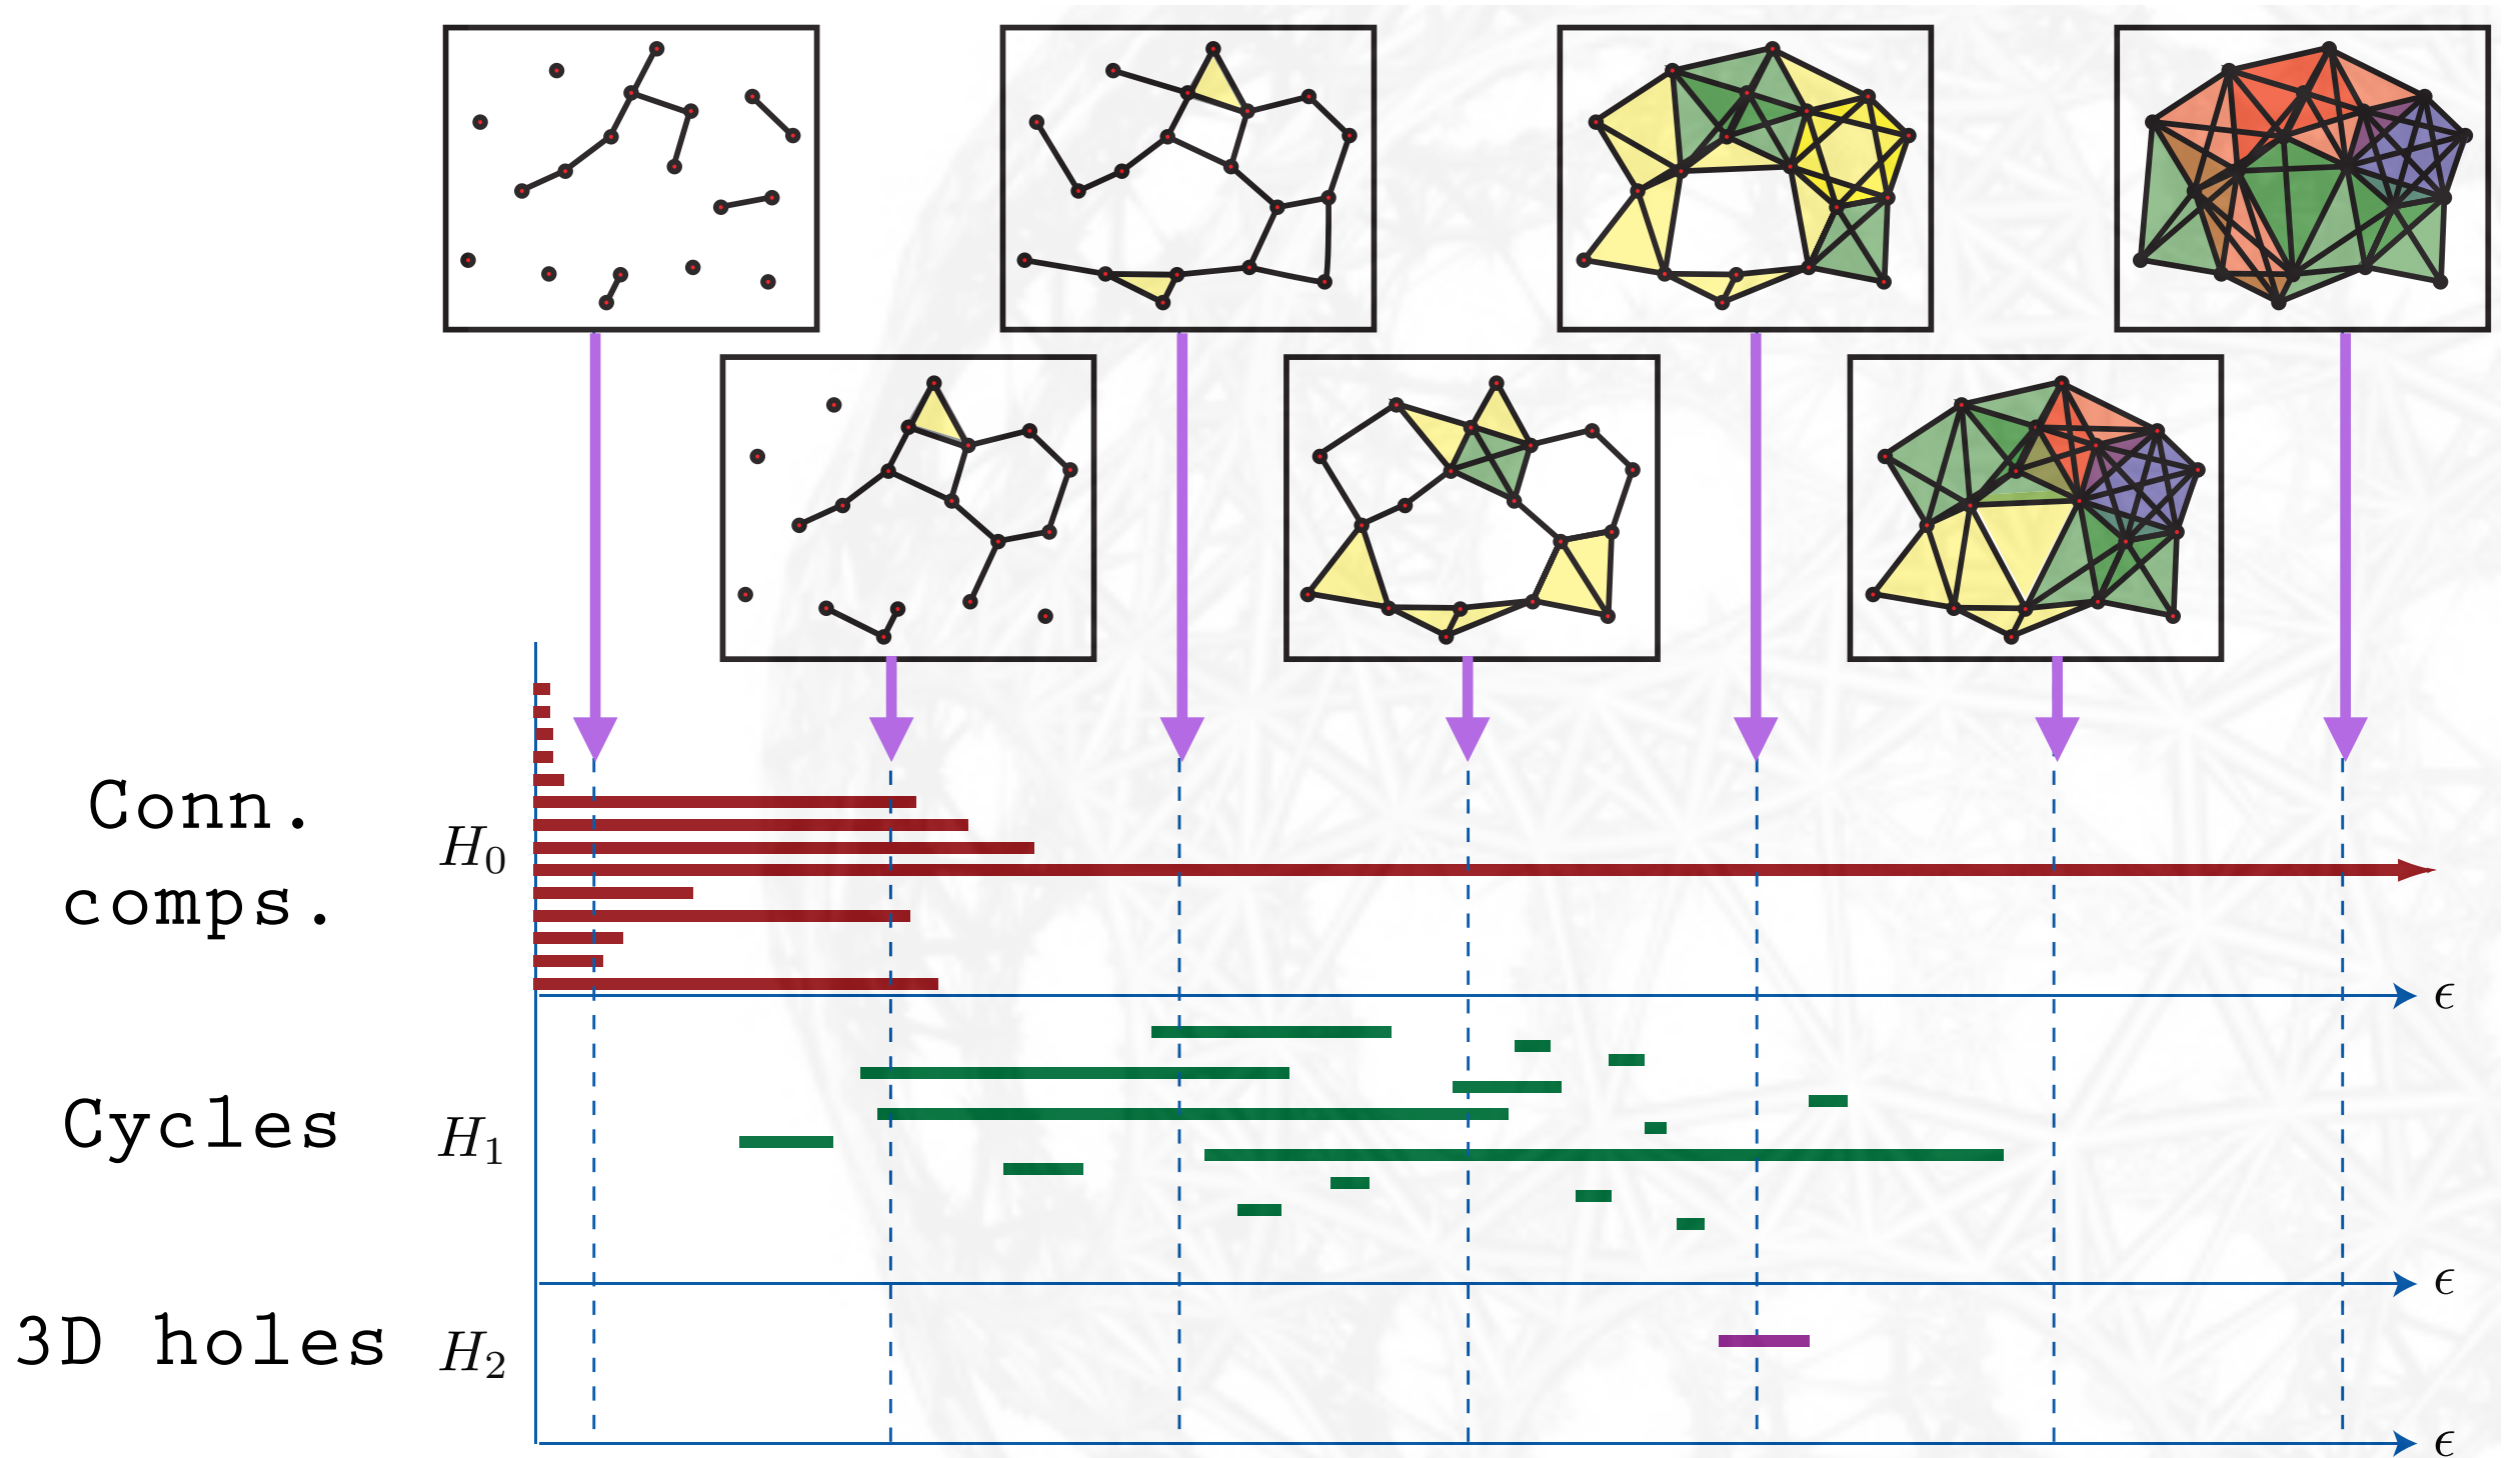 Conn.
comps.
H₀
ϵ
Cycles
H₁
ϵ
3D holes
H₂
ϵ